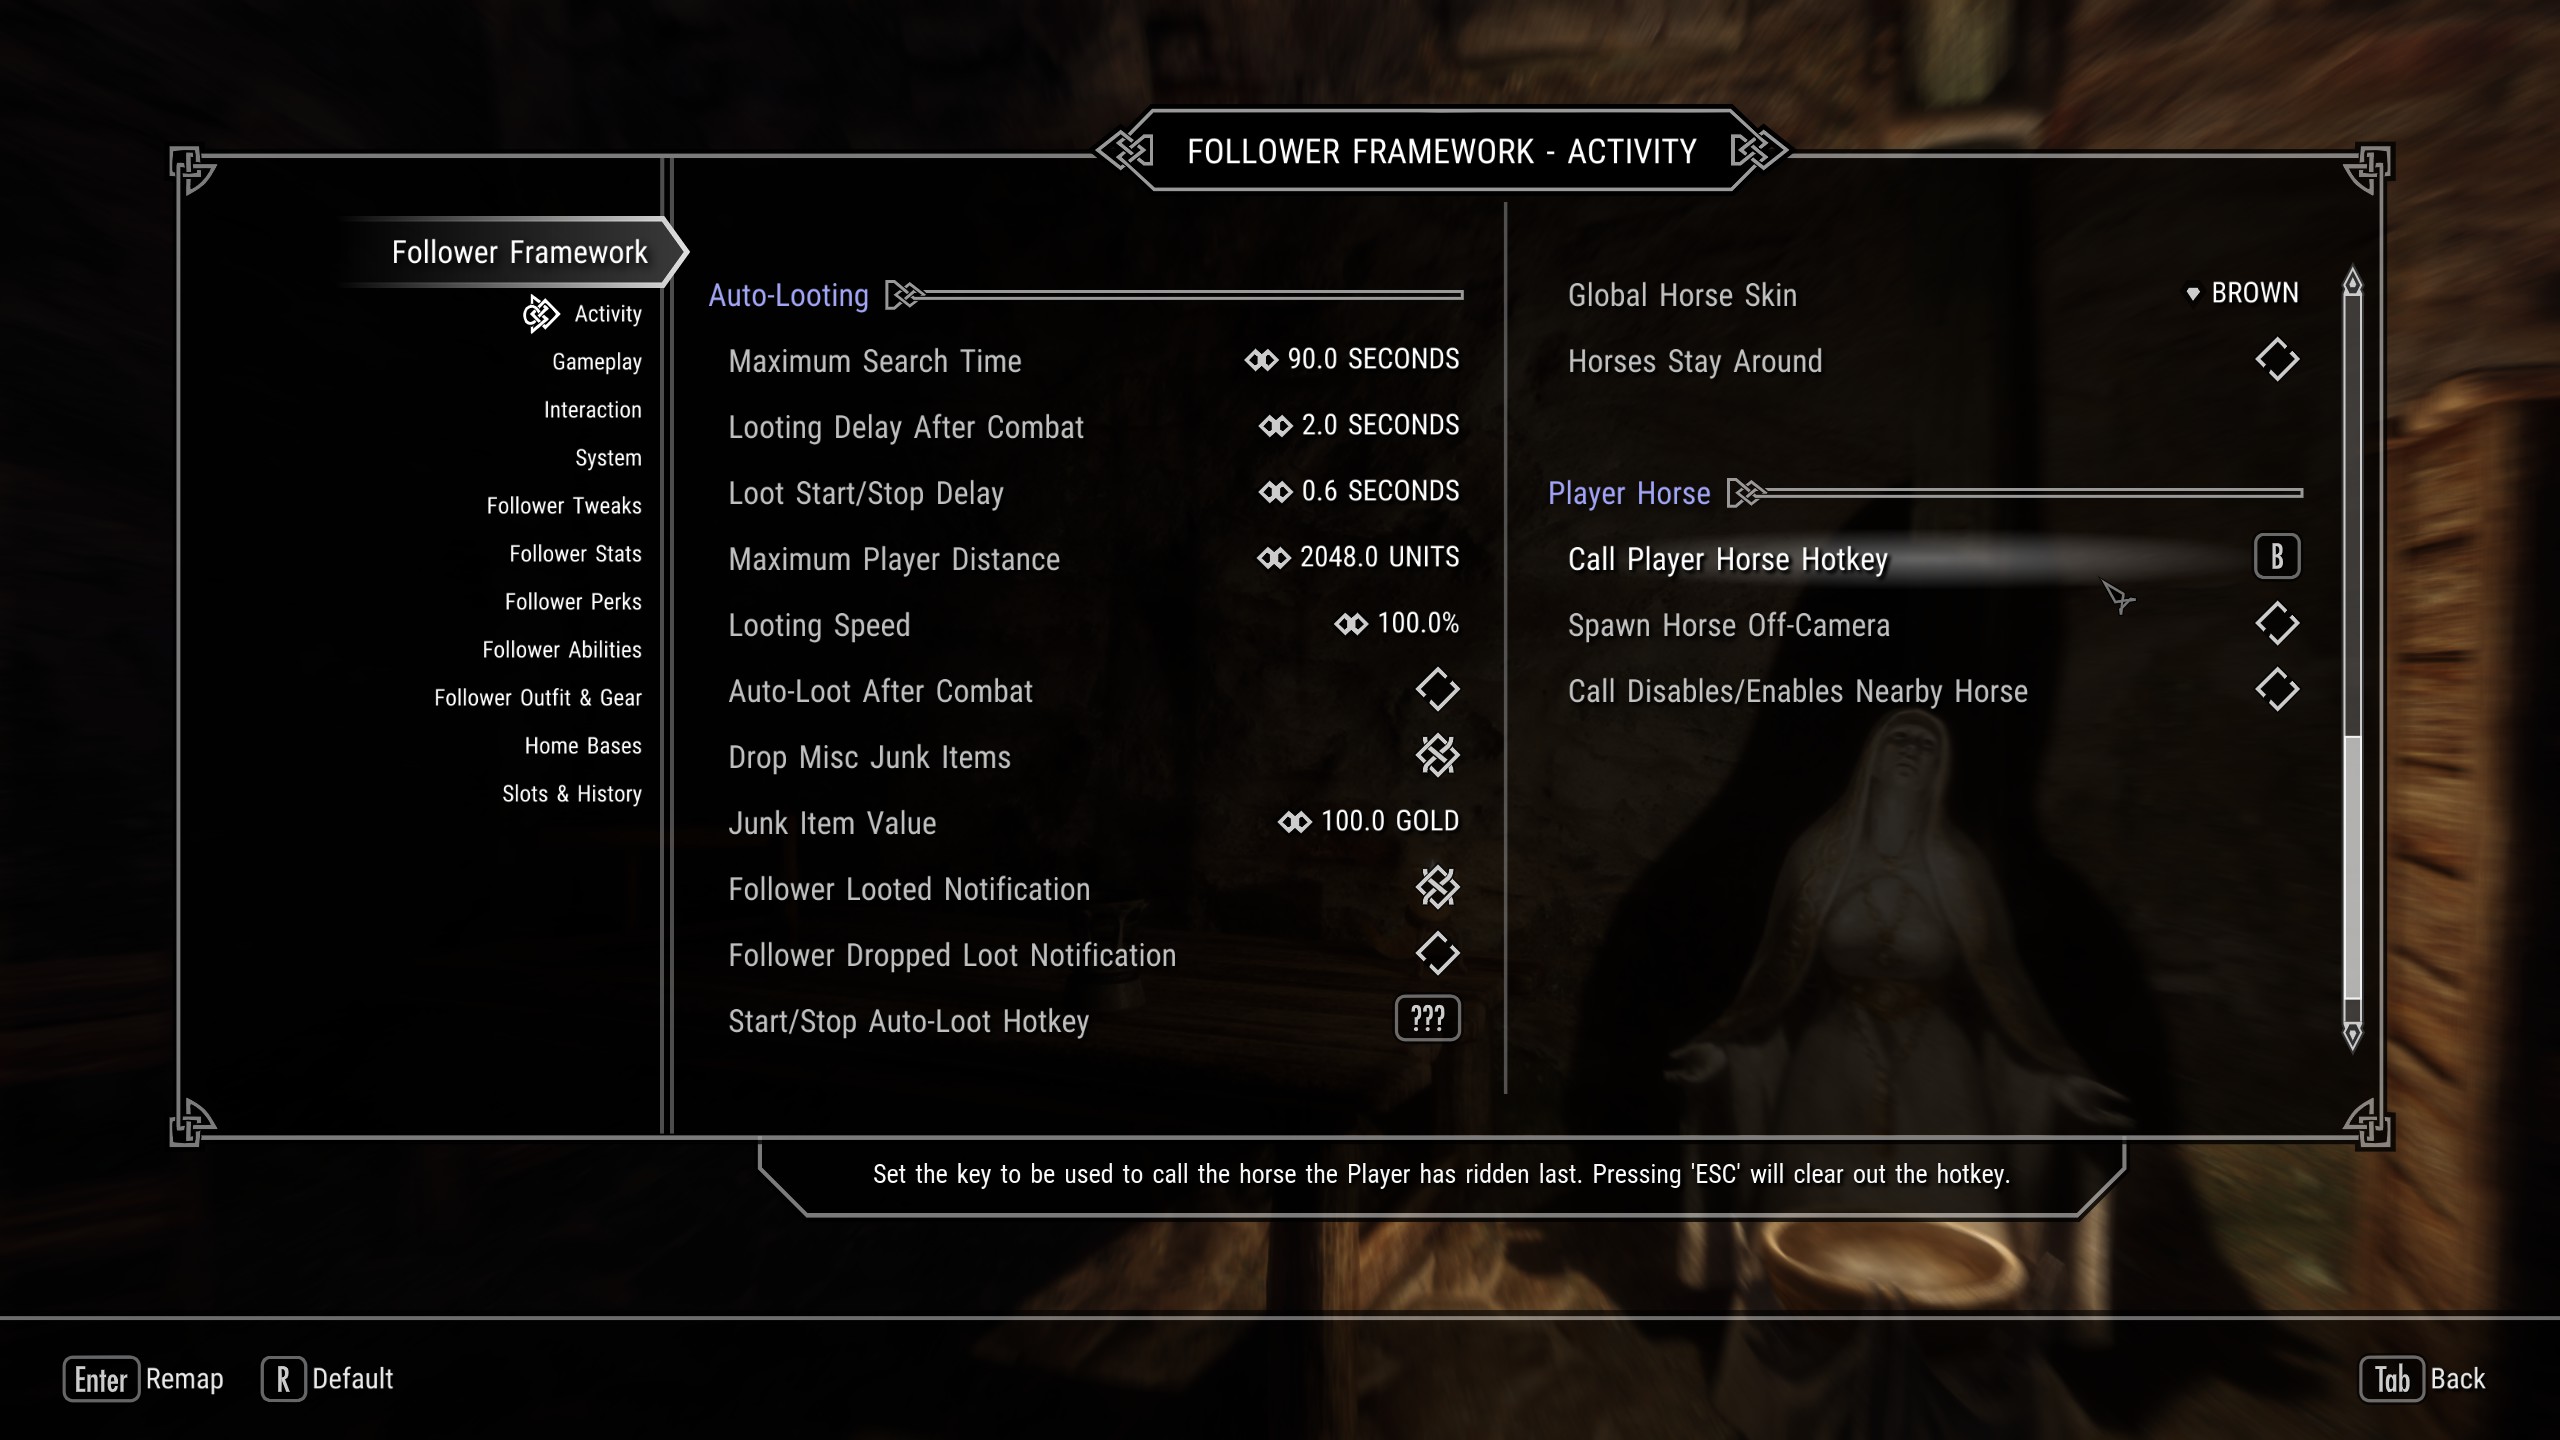 FOLLOWER FRAMEWORK - ACTIVITY
Follower Framework
Activity
Gameplay
Interaction
System
Follower Tweaks
Follower Stats
Follower Perks
Follower Abilities
Follower Outfit & Gear
Home Bases
Slots & History
Auto-Looting
Maximum Search Time 90.0 SECONDS
Looting Delay After Combat 2.0 SECONDS
Loot Start/Stop Delay 0.6 SECONDS
Maximum Player Distance 2048.0 UNITS
Looting Speed 100.0%
Auto-Loot After Combat
Drop Misc Junk Items
Junk Item Value 100.0 GOLD
Follower Looted Notification
Follower Dropped Loot Notification
Start/Stop Auto-Loot Hotkey ???
Global Horse Skin BROWN
Horses Stay Around
Player Horse
Call Player Horse Hotkey B
Spawn Horse Off-Camera
Call Disables/Enables Nearby Horse
Set the key to be used to call the horse the Player has ridden last. Pressing 'ESC' will clear out the hotkey.
Enter Remap R Default Tab Back